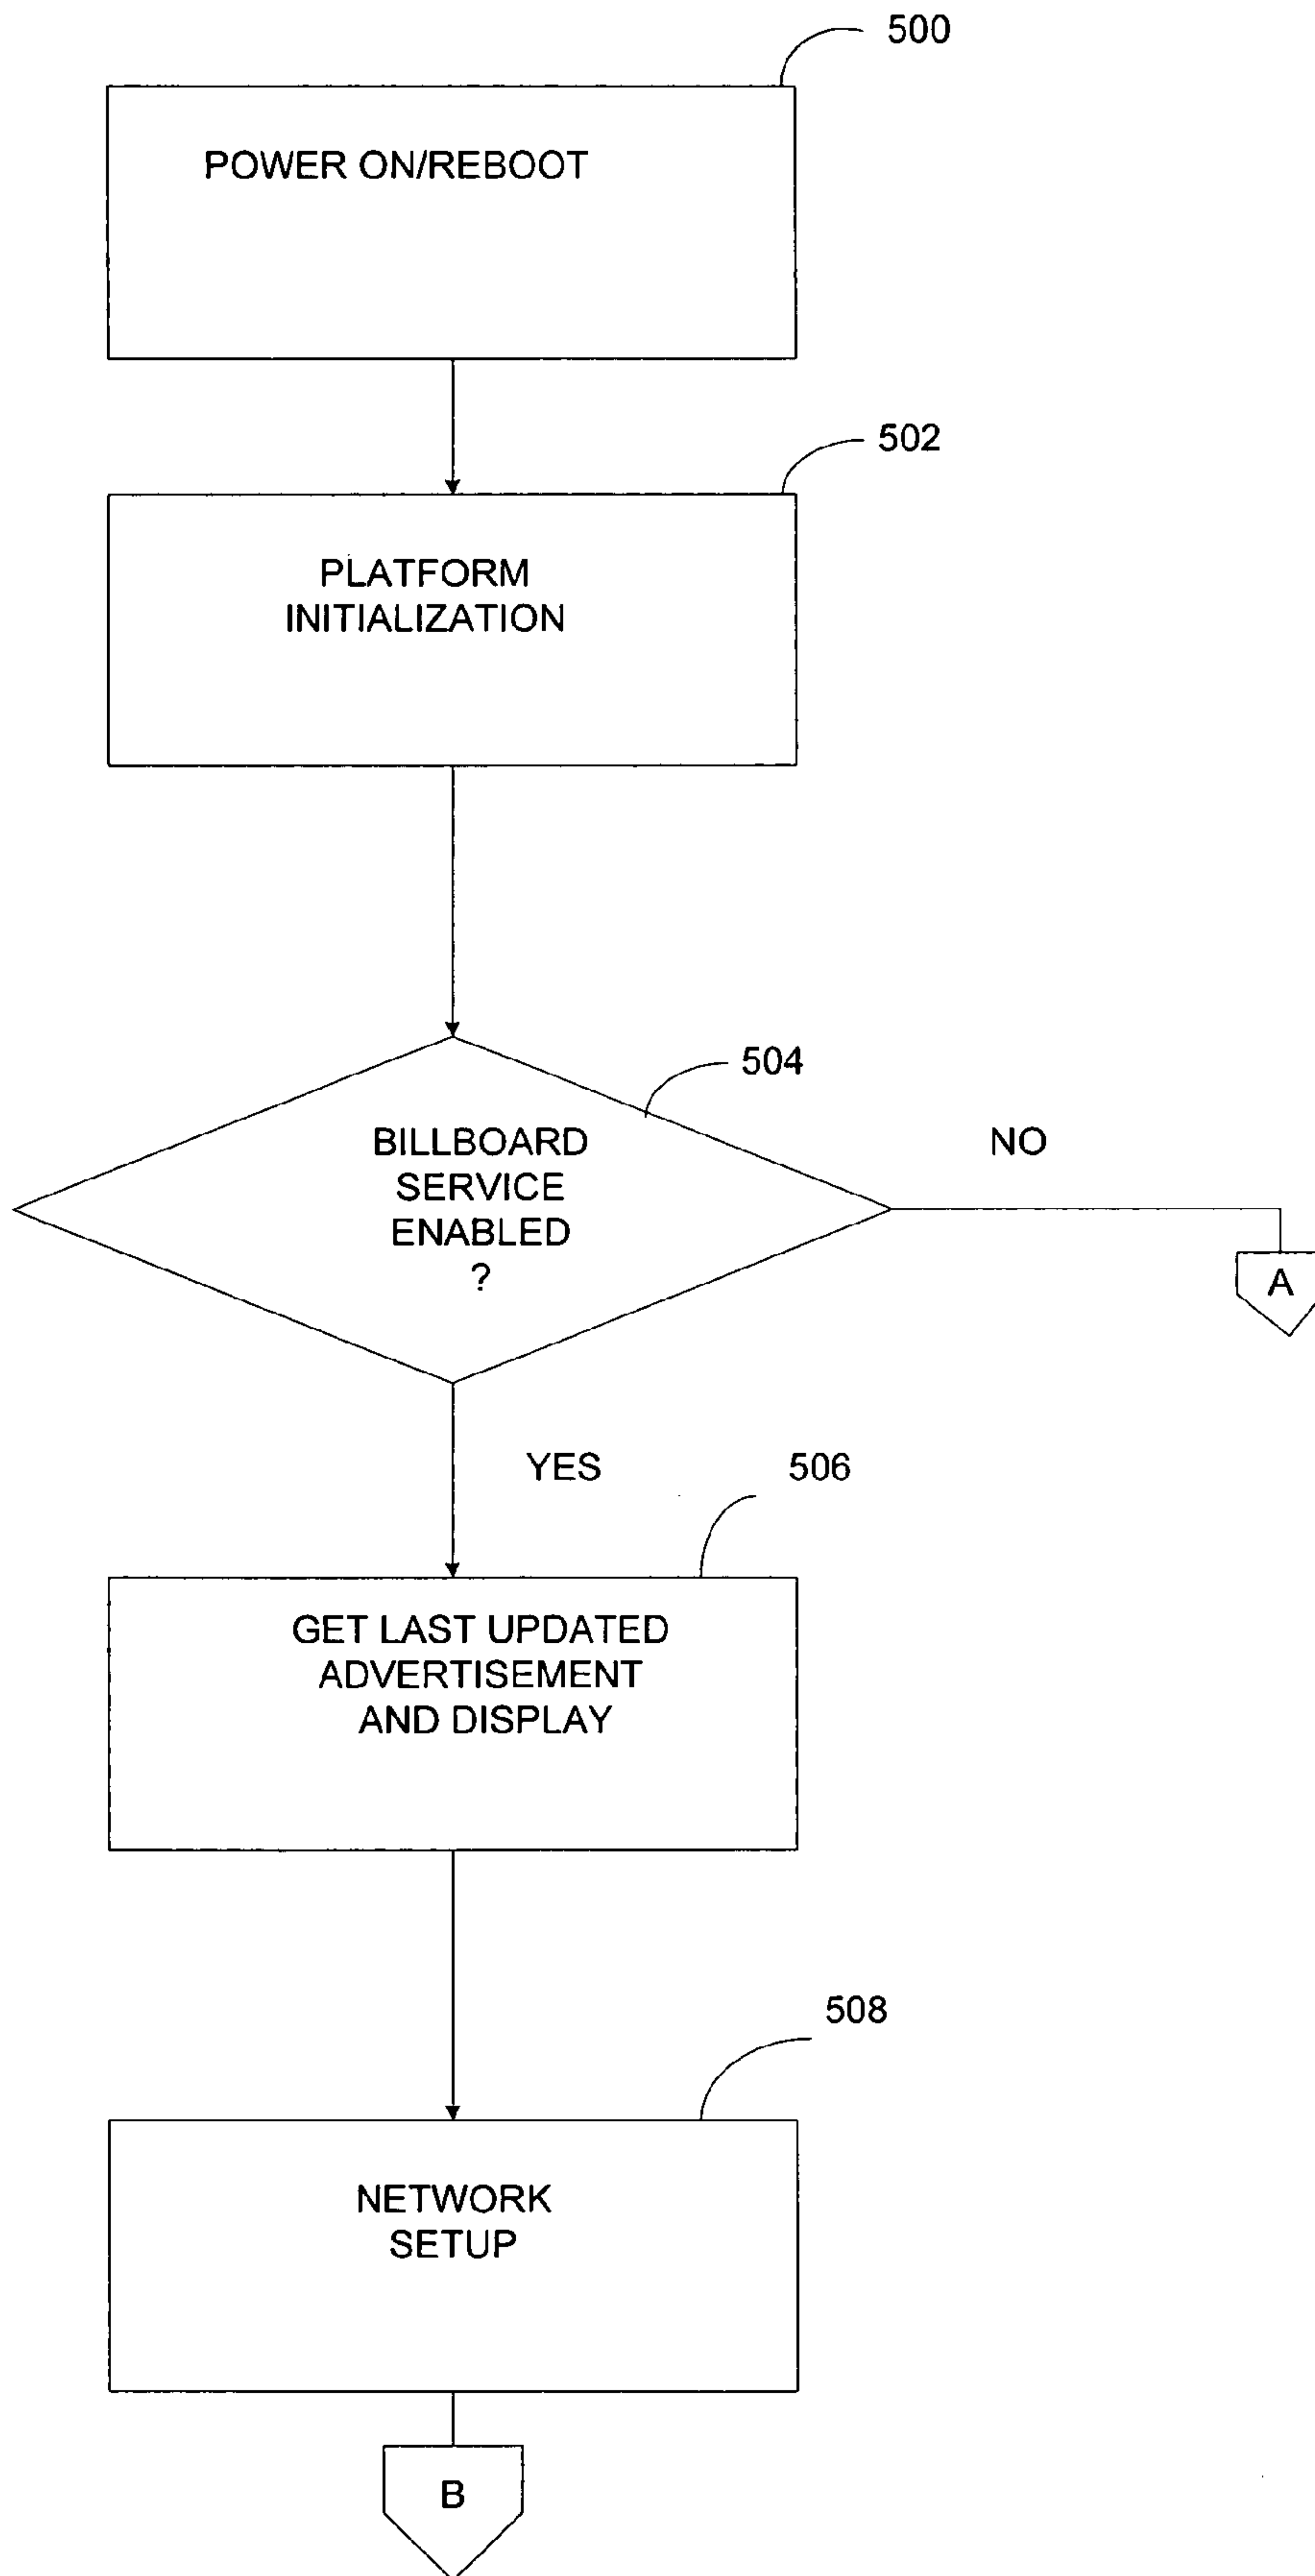 500
POWER ON/REBOOT
502
PLATFORM
INITIALIZATION
504
BILLBOARD
SERVICE
ENABLED
?
NO
A
YES
506
GET LAST UPDATED
ADVERTISEMENT
AND DISPLAY
508
NETWORK
SETUP
B